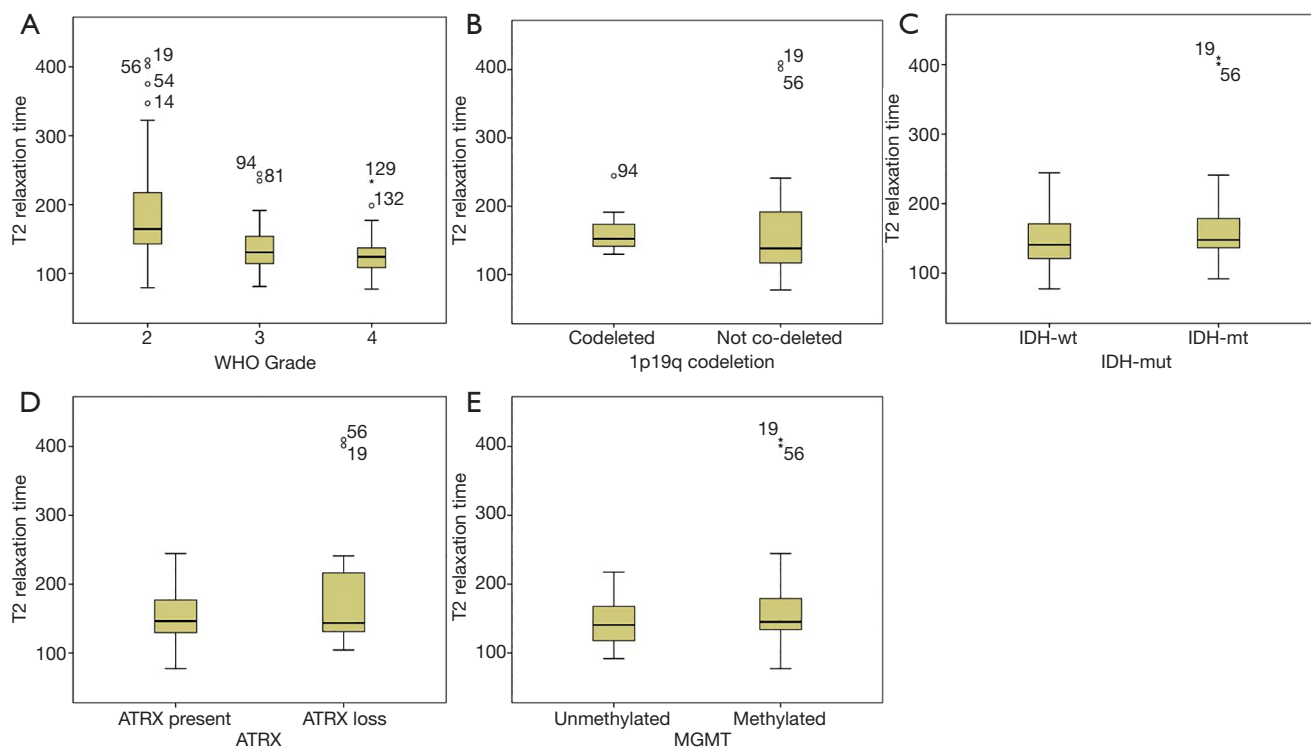 A
T2 relaxation time
400
300
200
100
56 19
54
14
94 81
129
132
2 3 4
WHO Grade
B
T2 relaxation time
400
300
200
100
94
19
56
Codeleted Not co-deleted
1p19q codeletion
C
T2 relaxation time
400
300
200
100
19
56
IDH-wt IDH-mt
IDH-mut
D
T2 relaxation time
400
300
200
100
56
19
ATRX present ATRX loss
ATRX
E
T2 relaxation time
400
300
200
100
19
56
Unmethylated Methylated
MGMT